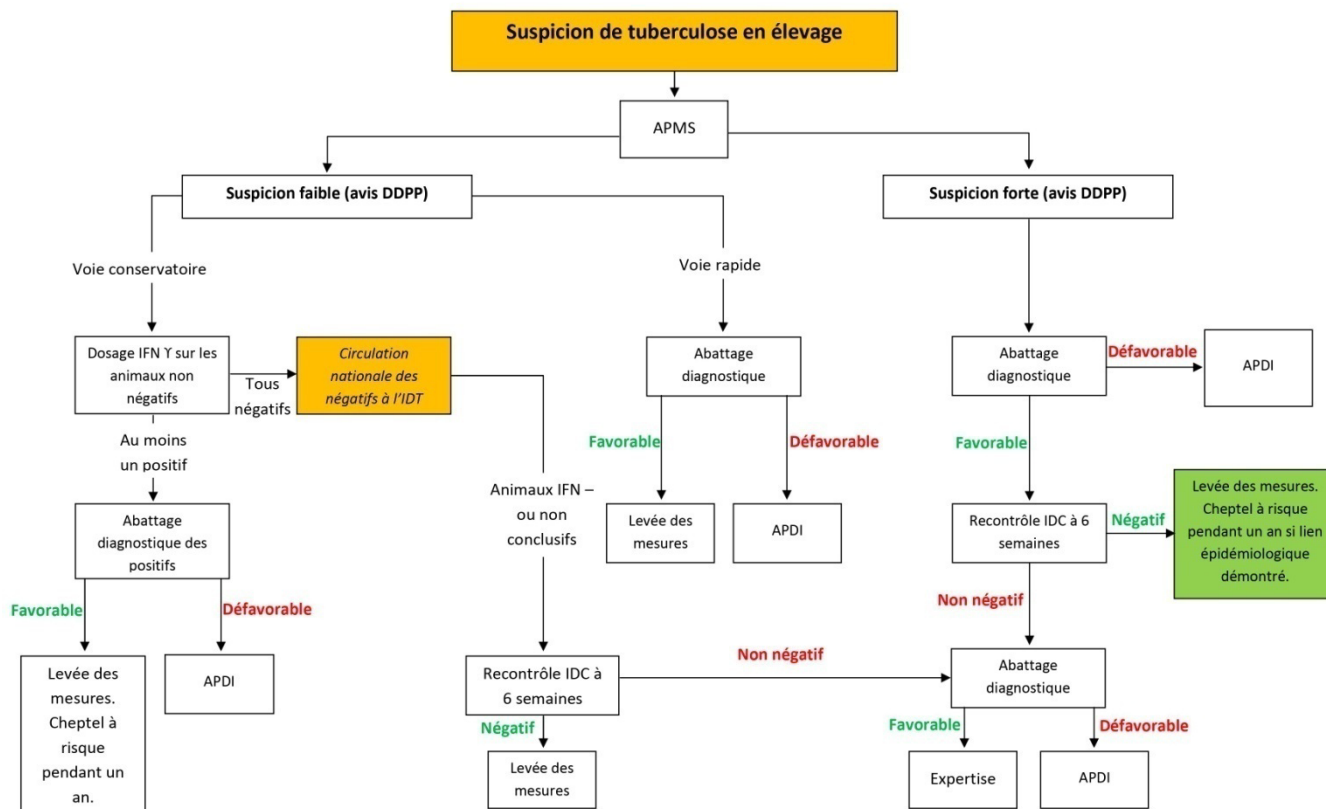 Suspicion de tuberculose en élevage
APMS
Suspicion faible (avis DDPP)
Suspicion forte (avis DDPP)
Voie conservatoire
Voie rapide
Dosage IFN ϒ sur les
animaux non
négatifs
Tous
négatifs
Circulation
nationale des
négatifs à l'IDT
Abattage
diagnostique
Abattage
diagnostique
Défavorable
APDI
Au moins
un positif
Favorable
Défavorable
Favorable
Animaux IFN –
ou non
conclusifs
Abattage
diagnostique des
positifs
Levée des
mesures
APDI
Recontrôle IDC à 6
semaines
Négatif
Levée des mesures.
Cheptel à risque
pendant un an si lien
épidémiologique
démontré.
Favorable
Défavorable
Non négatif
Levée des
mesures.
Cheptel à
risque
pendant un
an.
APDI
Recontrôle IDC à
6 semaines
Non négatif
Abattage
diagnostique
Négatif
Favorable
Défavorable
Levée des
mesures
Expertise
APDI